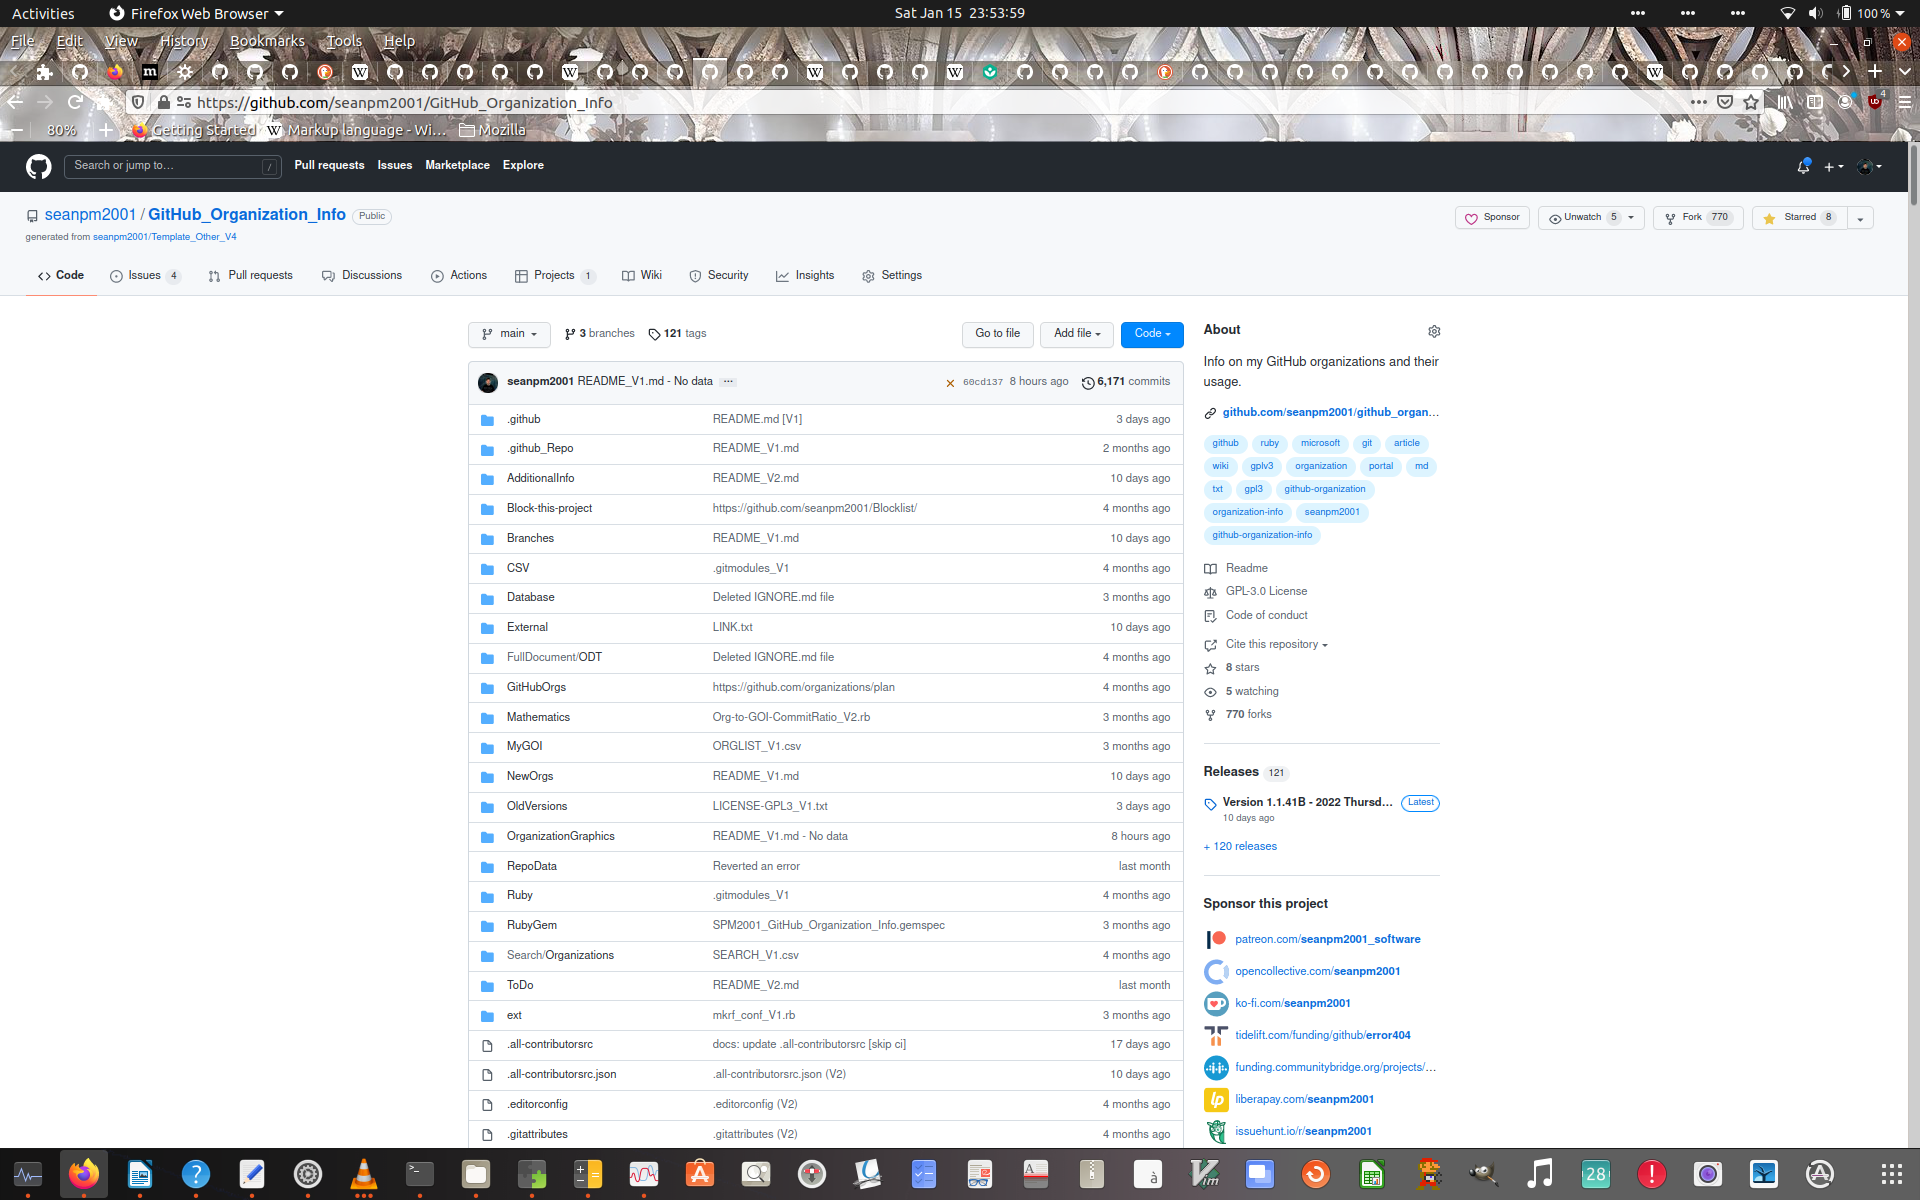 Activities Firefox Web Browser Sat Jan 15 23:53:59 100 %
File Edit View History Bookmarks Tools Help
https://github.com/seanpm2001/GitHub_Organization_Info 4
80% Getting Started Markup language - Wi… Mozilla
Search or jump to… / Pull requests Issues Marketplace Explore
seanpm2001 / GitHub_Organization_Info Public Sponsor Unwatch 5 Fork 770 Starred 8
generated from seanpm2001/Template_Other_V4
Code Issues 4 Pull requests Discussions Actions Projects 1 Wiki Security Insights Settings
main 3 branches 121 tags Go to file Add file Code
seanpm2001 README_V1.md - No data ... 60cd137 8 hours ago 6,171 commits
.github README.md [V1] 3 days ago
.github_Repo README_V1.md 2 months ago
AdditionalInfo README_V2.md 10 days ago
Block-this-project https://github.com/seanpm2001/Blocklist/ 4 months ago
Branches README_V1.md 10 days ago
CSV .gitmodules_V1 4 months ago
Database Deleted IGNORE.md file 3 months ago
External LINK.txt 10 days ago
FullDocument/ODT Deleted IGNORE.md file 4 months ago
GitHubOrgs https://github.com/organizations/plan 4 months ago
Mathematics Org-to-GOI-CommitRatio_V2.rb 3 months ago
MyGOI ORGLIST_V1.csv 3 months ago
NewOrgs README_V1.md 10 days ago
OldVersions LICENSE-GPL3_V1.txt 3 days ago
OrganizationGraphics README_V1.md - No data 8 hours ago
RepoData Reverted an error last month
Ruby .gitmodules_V1 4 months ago
RubyGem SPM2001_GitHub_Organization_Info.gemspec 3 months ago
Search/Organizations SEARCH_V1.csv 4 months ago
ToDo README_V2.md last month
ext mkrf_conf_V1.rb 3 months ago
.all-contributorsrc docs: update .all-contributorsrc [skip ci] 17 days ago
.all-contributorsrc.json .all-contributorsrc.json (V2) 10 days ago
.editorconfig .editorconfig (V2) 4 months ago
.gitattributes .gitattributes (V2) 4 months ago
About
Info on my GitHub organizations and their
usage.
github.com/seanpm2001/github_organ…
github ruby microsoft git article
wiki gplv3 organization portal md
txt gpl3 github-organization
organization-info seanpm2001
github-organization-info
Readme
GPL-3.0 License
Code of conduct
Cite this repository
8 stars
5 watching
770 forks
Releases 121
Version 1.1.41B - 2022 Thursd… Latest
10 days ago
+ 120 releases
Sponsor this project
patreon.com/seanpm2001_software
opencollective.com/seanpm2001
ko-fi.com/seanpm2001
tidelift.com/funding/github/error404
funding.communitybridge.org/projects/…
liberapay.com/seanpm2001
issuehunt.io/r/seanpm2001
28